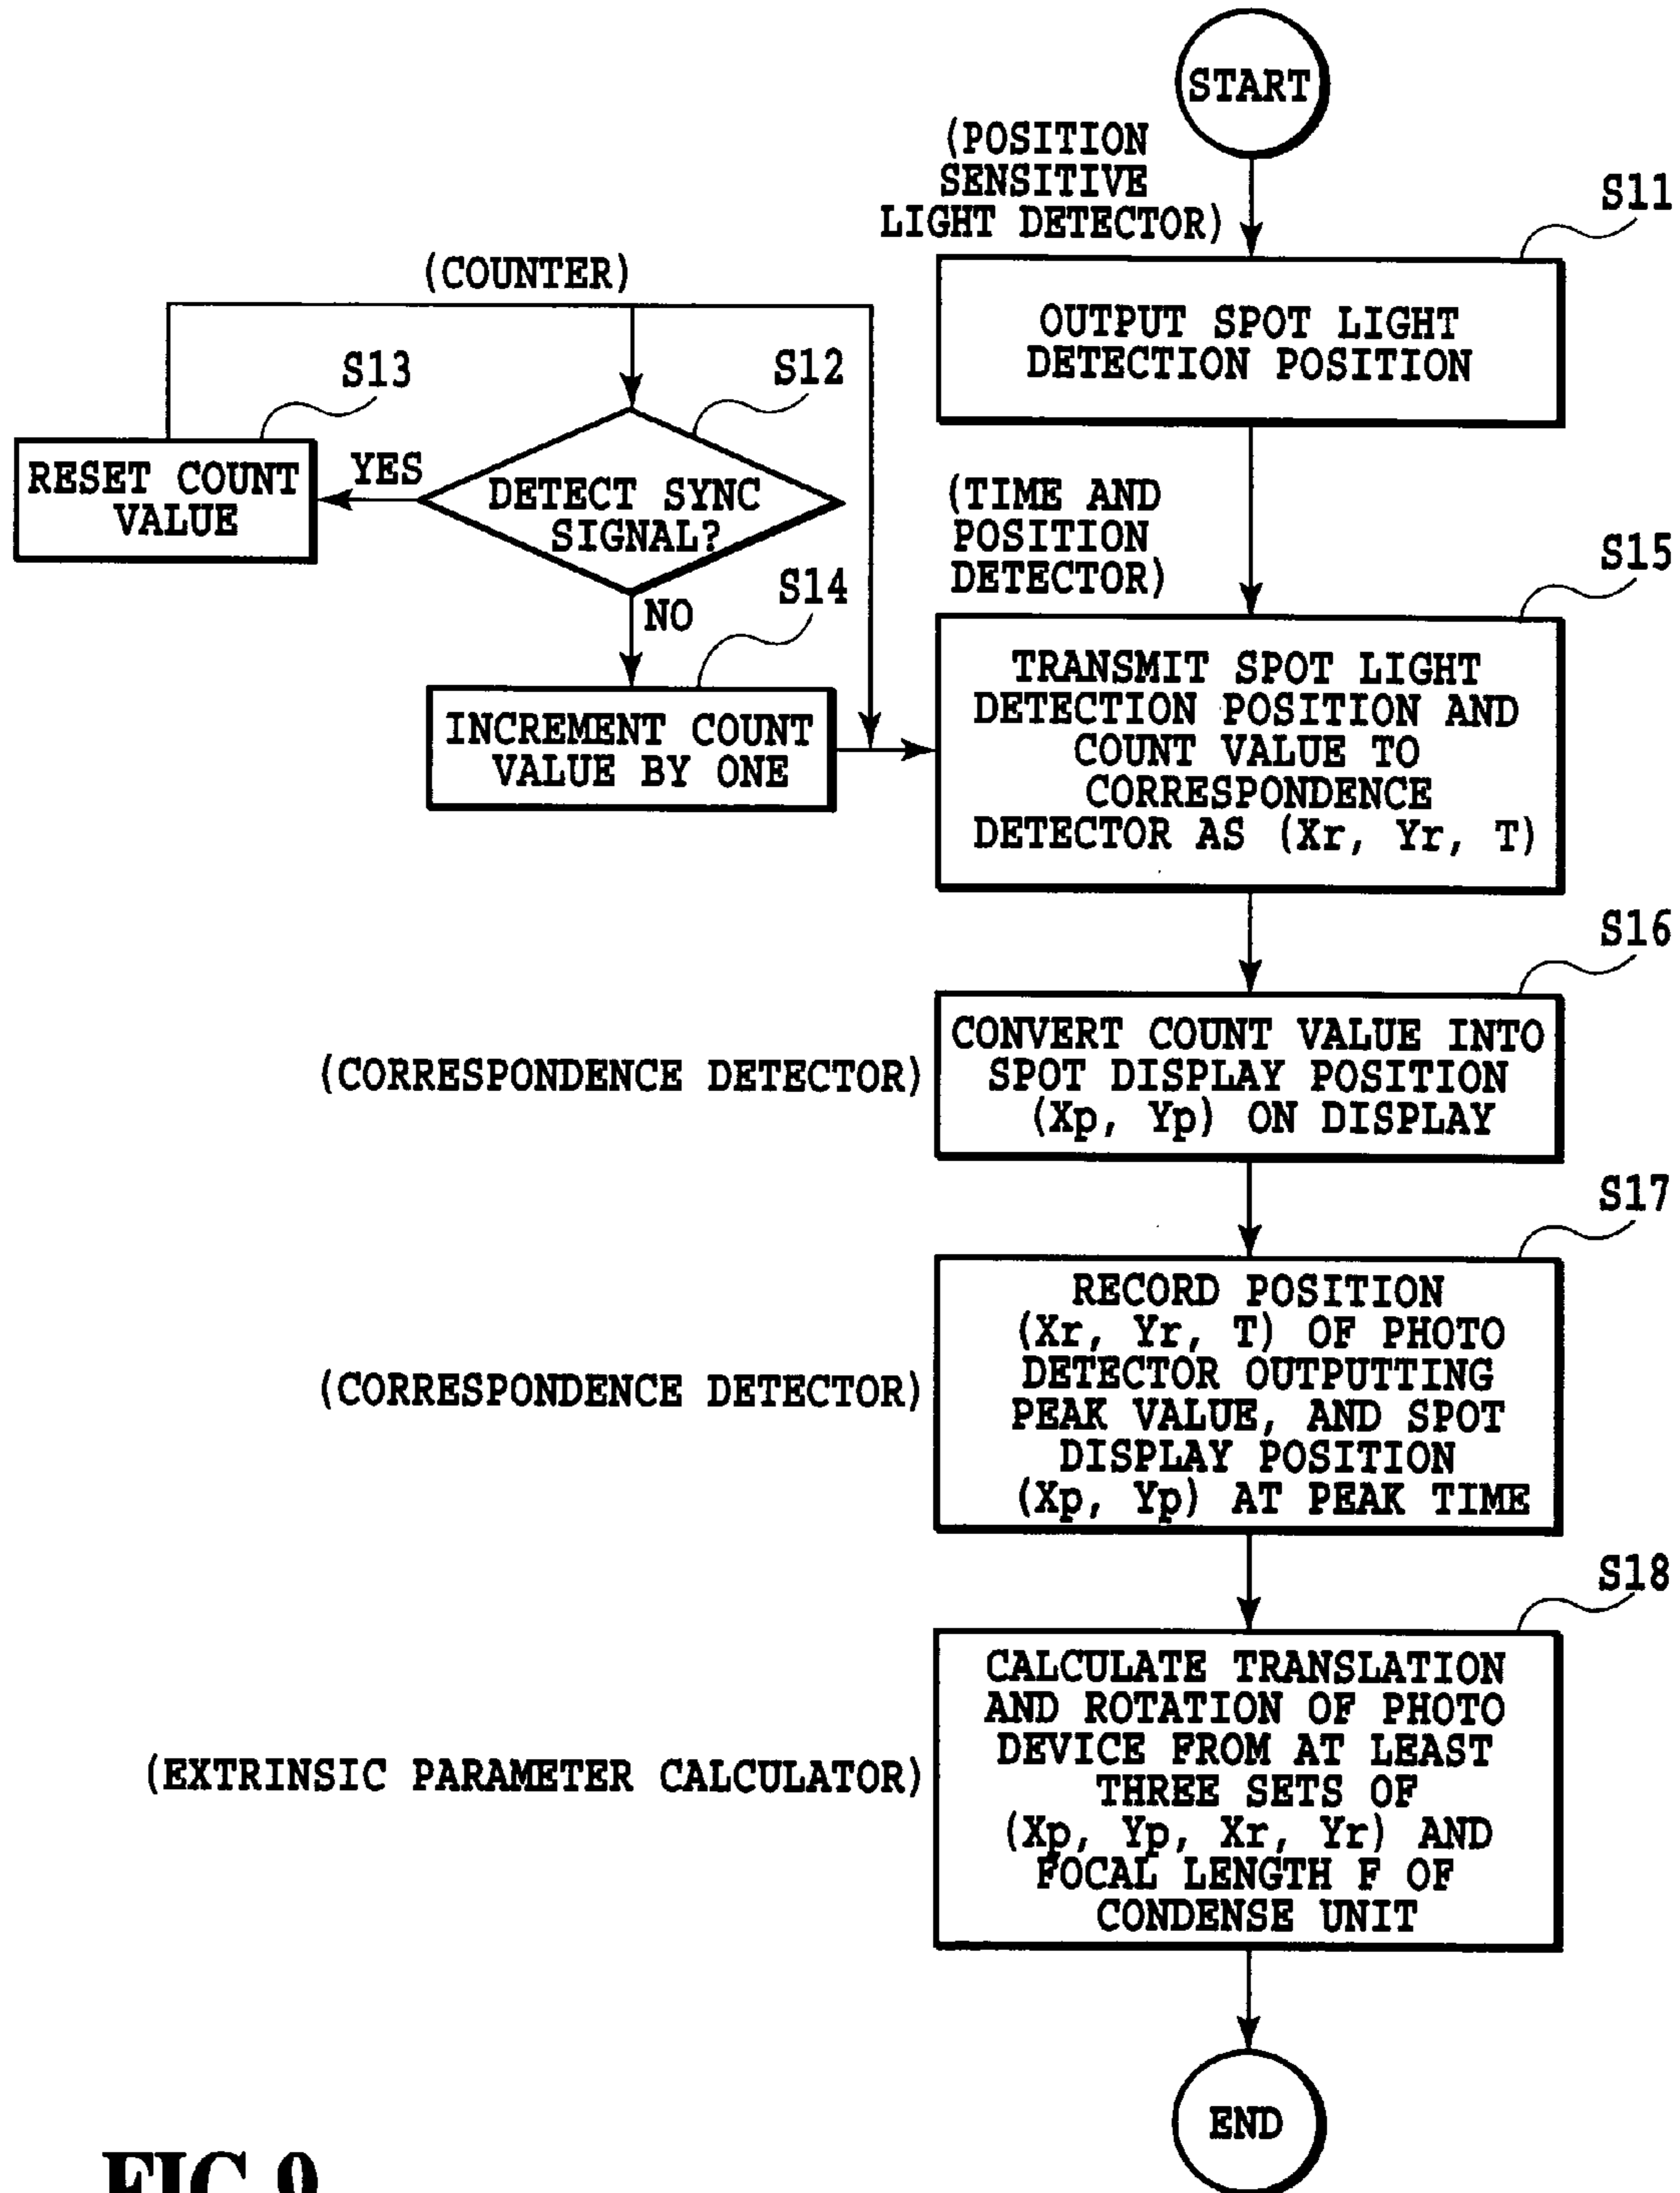 START
(POSITION
SENSITIVE
LIGHT DETECTOR)
S11
OUTPUT SPOT LIGHT
DETECTION POSITION
(COUNTER)
S13
RESET COUNT
VALUE
YES
S12
DETECT SYNC
SIGNAL?
NO
S14
INCREMENT COUNT
VALUE BY ONE
(TIME AND
POSITION
DETECTOR)
S15
TRANSMIT SPOT LIGHT
DETECTION POSITION AND
COUNT VALUE TO
CORRESPONDENCE
DETECTOR AS (Xr, Yr, T)
S16
(CORRESPONDENCE DETECTOR)
CONVERT COUNT VALUE INTO
SPOT DISPLAY POSITION
(Xp, Yp) ON DISPLAY
S17
(CORRESPONDENCE DETECTOR)
RECORD POSITION
(Xr, Yr, T) OF PHOTO
DETECTOR OUTPUTTING
PEAK VALUE, AND SPOT
DISPLAY POSITION
(Xp, Yp) AT PEAK TIME
S18
(EXTRINSIC PARAMETER CALCULATOR)
CALCULATE TRANSLATION
AND ROTATION OF PHOTO
DEVICE FROM AT LEAST
THREE SETS OF
(Xp, Yp, Xr, Yr) AND
FOCAL LENGTH F OF
CONDENSE UNIT
END
FIG.9